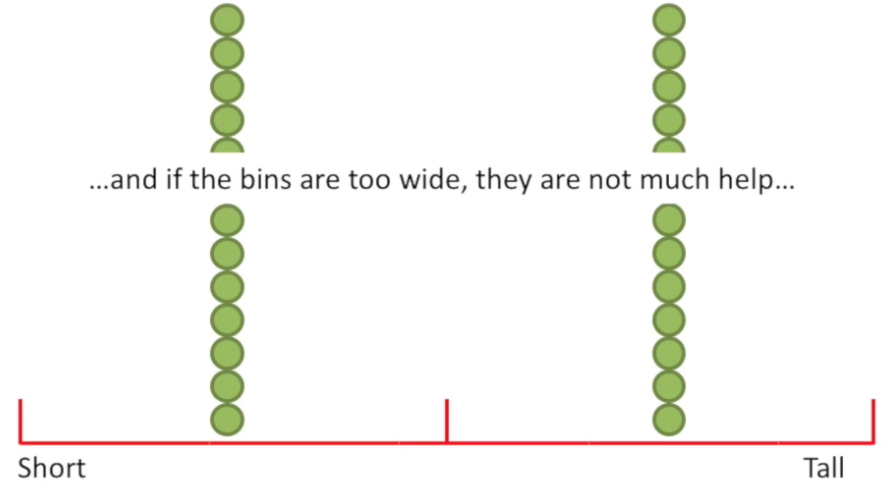 ...and if the bins are too wide, they are not much help...
Short
Tall